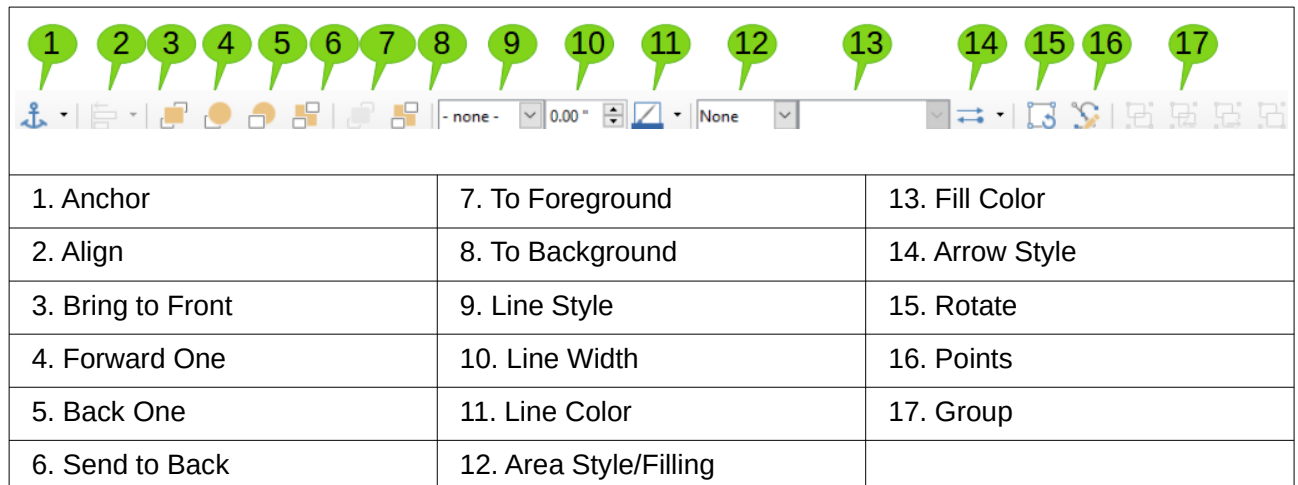 1 2 3 4 5 6 7 8 9 10 11 12 13 14 15 16 17
- none - 0.00 " None
1. Anchor 7. To Foreground 13. Fill Color
2. Align 8. To Background 14. Arrow Style
3. Bring to Front 9. Line Style 15. Rotate
4. Forward One 10. Line Width 16. Points
5. Back One 11. Line Color 17. Group
6. Send to Back 12. Area Style/Filling